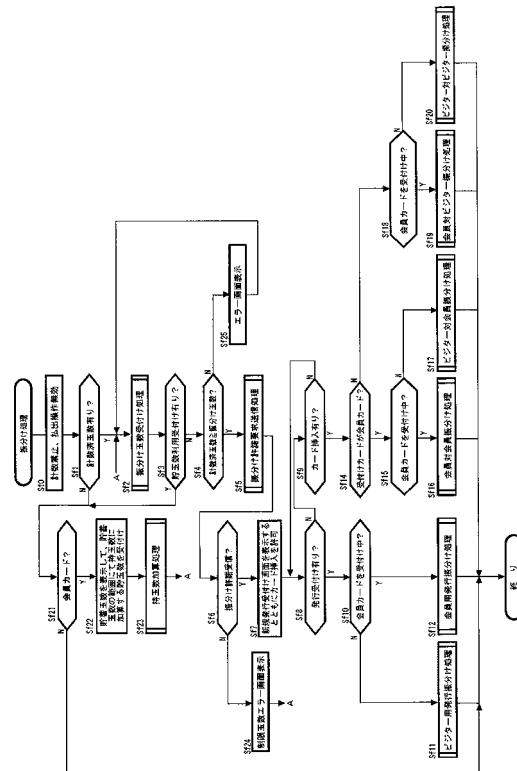 振分け処理
Sf0
計数禁止、払出操作無効
Sf1
計数済玉数有り?
N
Y
A
Sf2
振分け玉数受付け処理
Sf3
貯玉数利用受付け有り?
Y
N
Sf4
計数済玉数≧振分け玉数?
N
Y
Sf25
エラー画面表示
Sf5
振分け許諾要求送信処理
Sf21
会員カード?
N
Y
Sf22
貯蓄玉数を表示して、貯蓄
玉数の範囲にて持玉数に
加算する貯玉数を受付け
Sf23
持玉数加算処理
A
Sf6
振分け許諾受信?
N
Y
Sf24
制限玉数エラー画面表示
A
Sf7
新規発行受付け画面を表示する
とともにカード挿入を許可
Sf8
発行受付け有り?
N
Y
Sf9
カード挿入有り?
N
Y
Sf10
会員カードを受付け中?
N
Y
Sf11
ビジター用発行振分け処理
Sf12
会員用発行振分け処理
Sf14
受付けカードが会員カード?
N
Y
Sf15
会員カードを受付け中?
N
Y
Sf16
会員対会員振分け処理
Sf17
ビジター対会員振分け処理
Sf18
会員カードを受付け中?
N
Y
Sf19
会員対ビジター振分け処理
Sf20
ビジター対ビジター振分け処理
終り